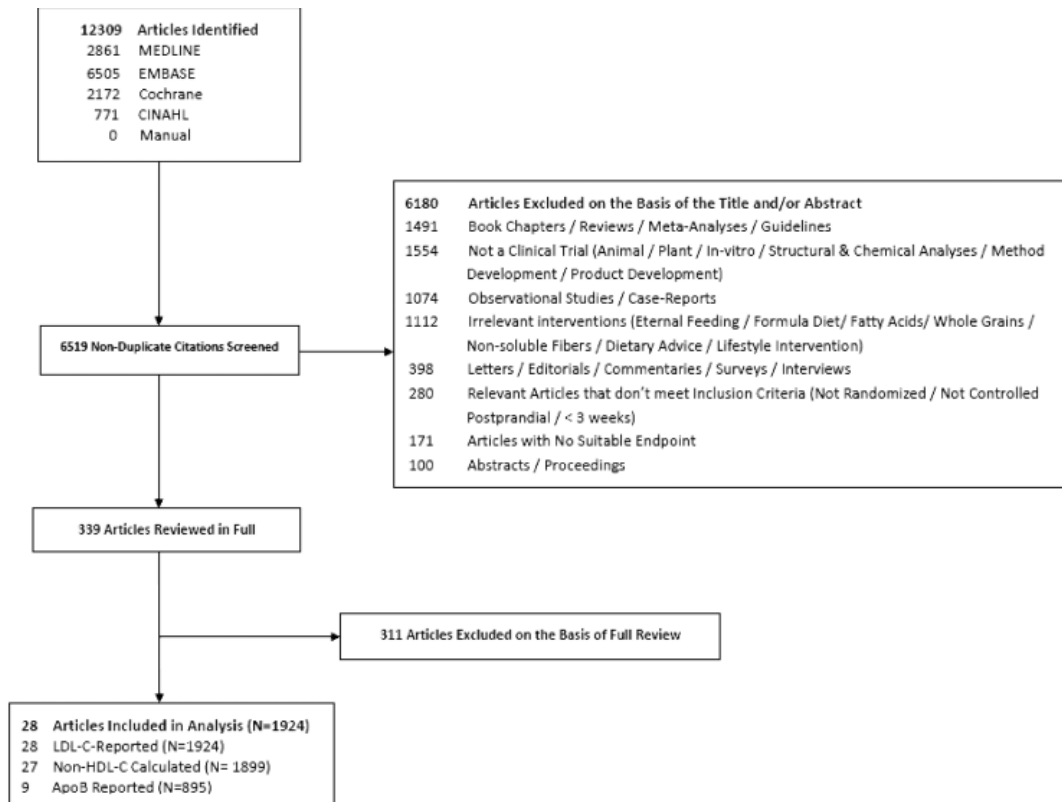 12309 Articles Identified
2861 MEDLINE
6505 EMBASE
2172 Cochrane
771 CINAHL
0 Manual
6180 Articles Excluded on the Basis of the Title and/or Abstract
1491 Book Chapters / Reviews / Meta-Analyses / Guidelines
1554 Not a Clinical Trial (Animal / Plant / In-vitro / Structural & Chemical Analyses / Method
Development / Product Development)
1074 Observational Studies / Case-Reports
1112 Irrelevant interventions (Eternal Feeding / Formula Diet/ Fatty Acids/ Whole Grains /
Non-soluble Fibers / Dietary Advice / Lifestyle Intervention)
398 Letters / Editorials / Commentaries / Surveys / Interviews
280 Relevant Articles that don't meet Inclusion Criteria (Not Randomized / Not Controlled
Postprandial / < 3 weeks)
171 Articles with No Suitable Endpoint
100 Abstracts / Proceedings
6519 Non-Duplicate Citations Screened
339 Articles Reviewed in Full
311 Articles Excluded on the Basis of Full Review
28 Articles Included in Analysis (N=1924)
28 LDL-C-Reported (N=1924)
27 Non-HDL-C Calculated (N= 1899)
9 ApoB Reported (N=895)